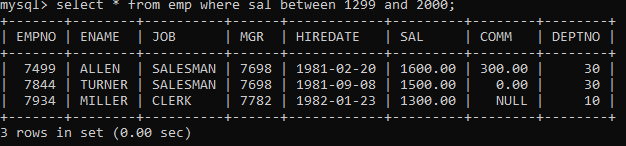 mysql> select * from emp where sal between 1299 and 2000;
+-------+--------+----------+------+------------+---------+--------+--------+
| EMPNO | ENAME | JOB | MGR | HIREDATE | SAL | COMM | DEPTNO |
+-------+--------+----------+------+------------+---------+--------+--------+
| 7499 | ALLEN | SALESMAN | 7698 | 1981-02-20 | 1600.00 | 300.00 | 30 |
| 7844 | TURNER | SALESMAN | 7698 | 1981-09-08 | 1500.00 | 0.00 | 30 |
| 7934 | MILLER | CLERK | 7782 | 1982-01-23 | 1300.00 | NULL | 10 |
+-------+--------+----------+------+------------+---------+--------+--------+
3 rows in set (0.00 sec)